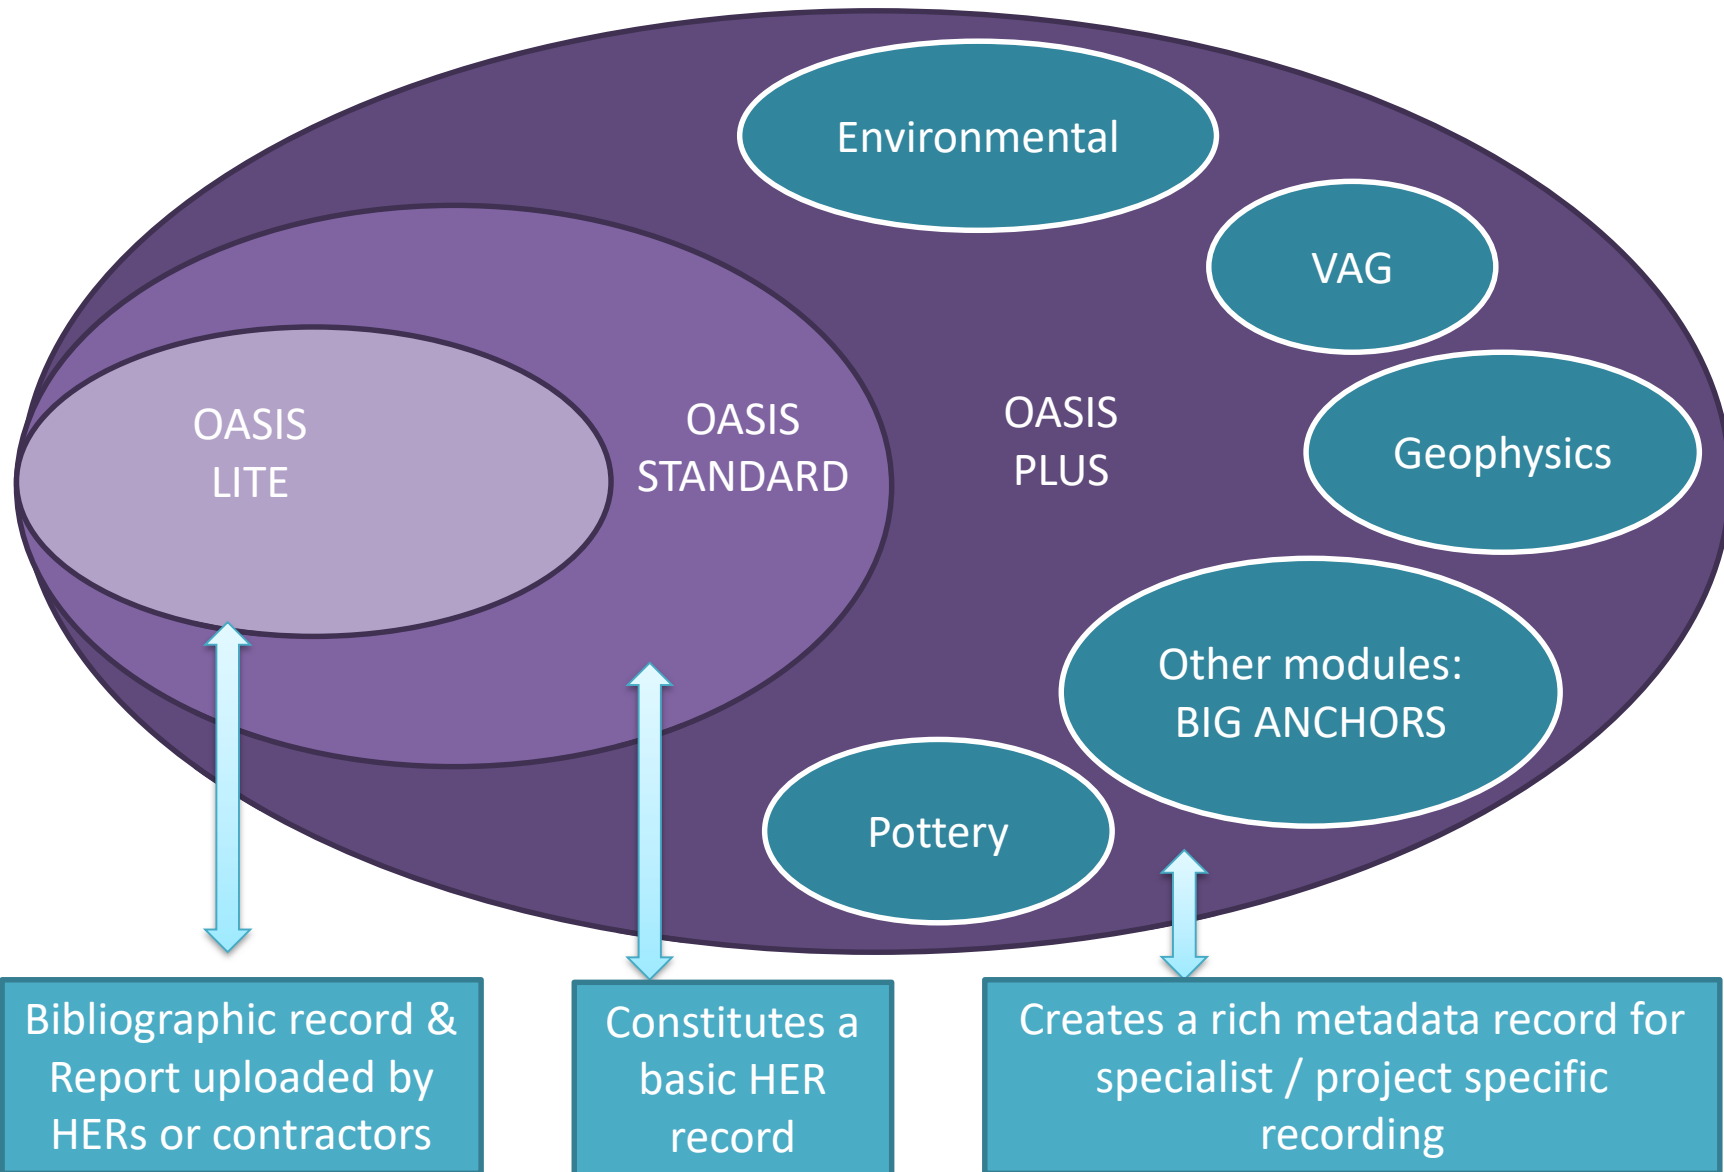 Environmental
VAG
OASIS
LITE
OASIS
STANDARD
OASIS
PLUS
Geophysics
Other modules:
BIG ANCHORS
Pottery
Bibliographic record &
Report uploaded by
HERs or contractors
Constitutes a
basic HER
record
Creates a rich metadata record for
specialist / project specific
recording